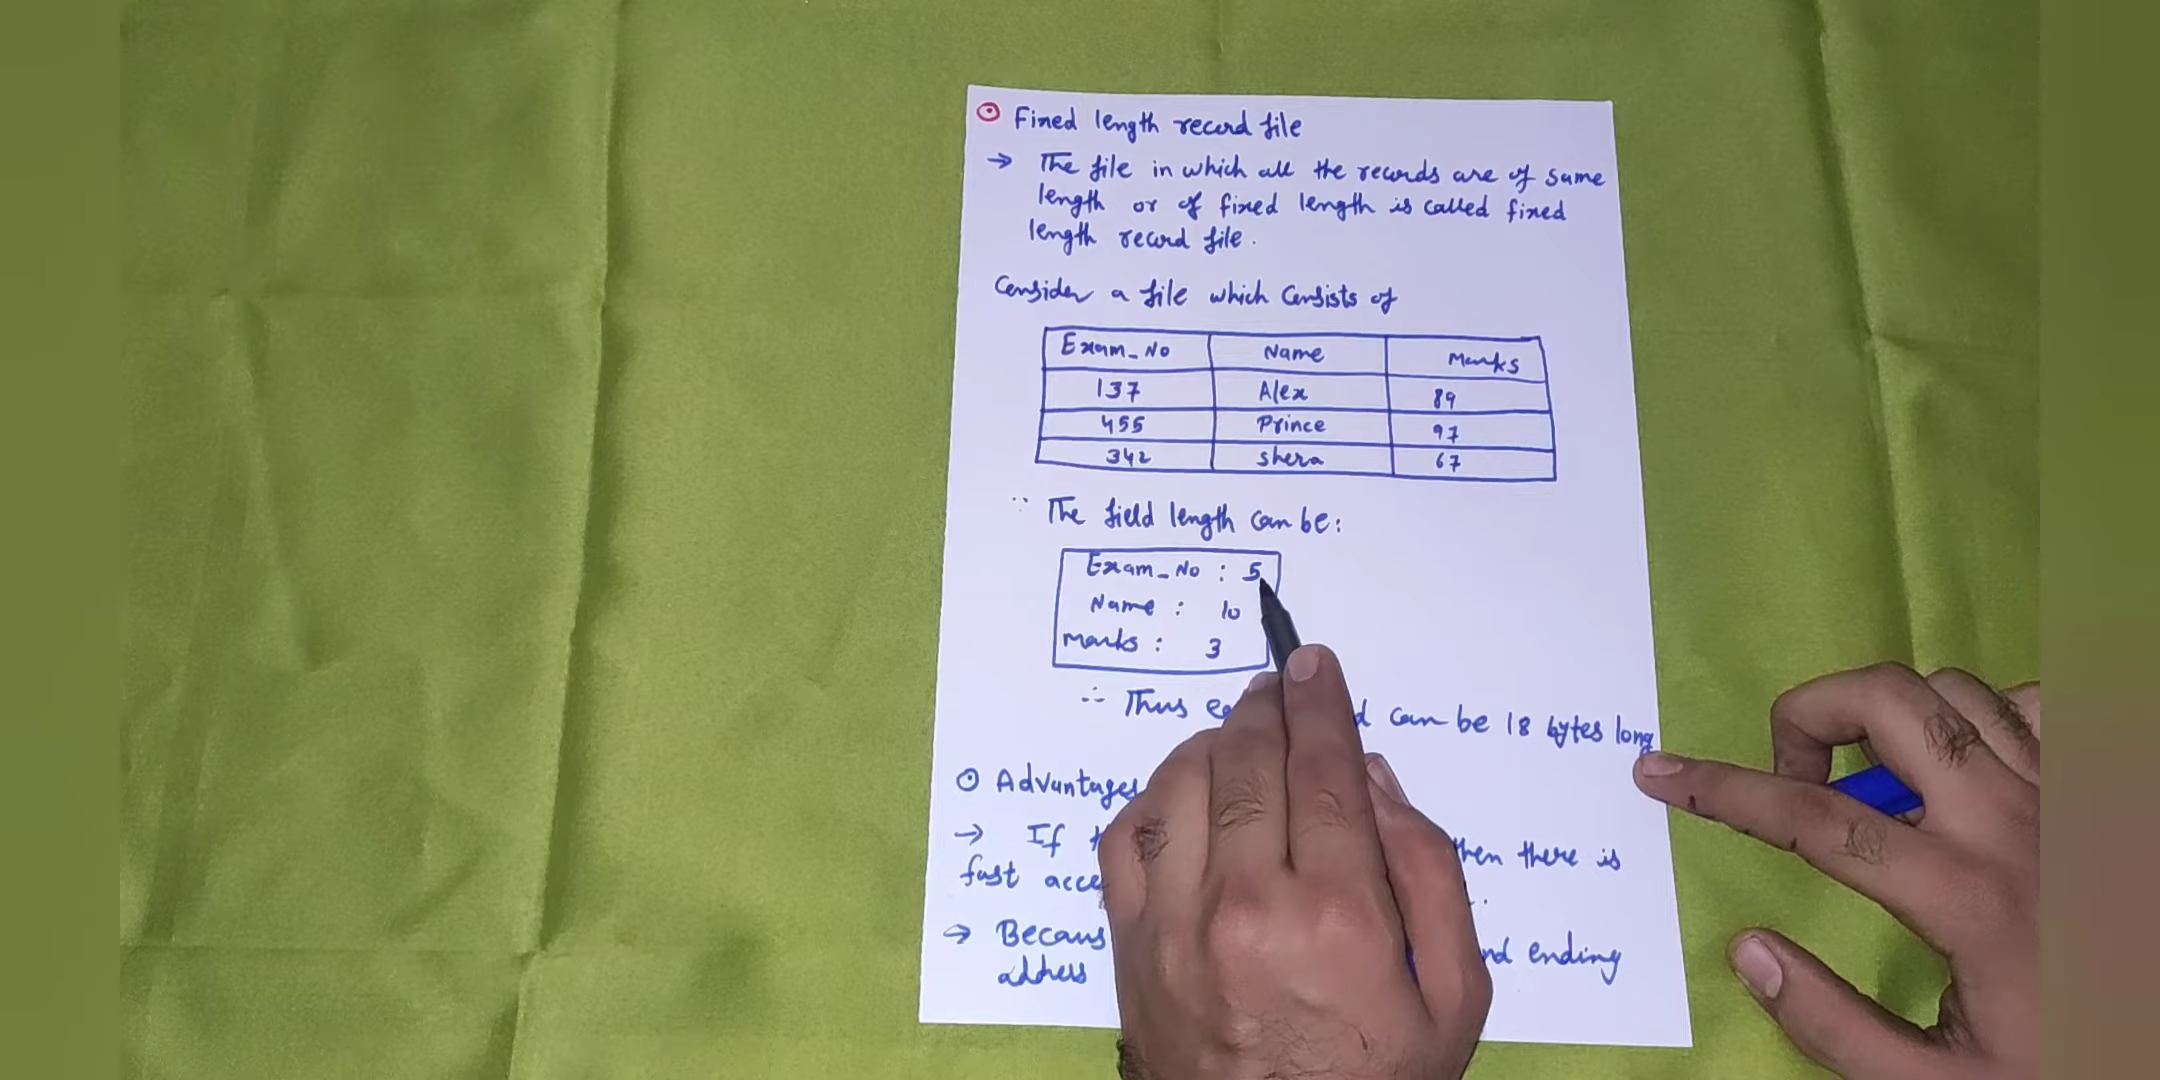 Fixed length record file
→ The file in which all the records are of same
length or of fixed length is called fixed
length record file.
Consider a file which consists of
Exam_No Name Marks
137 Alex 89
455 Prince 97
342 shera 67
∵ The field length can be:
Exam_No : 5
Name : 10
marks : 3
∴ Thus can be 18 bytes long
Advantages
→ If then there is
fast
→ ending
address